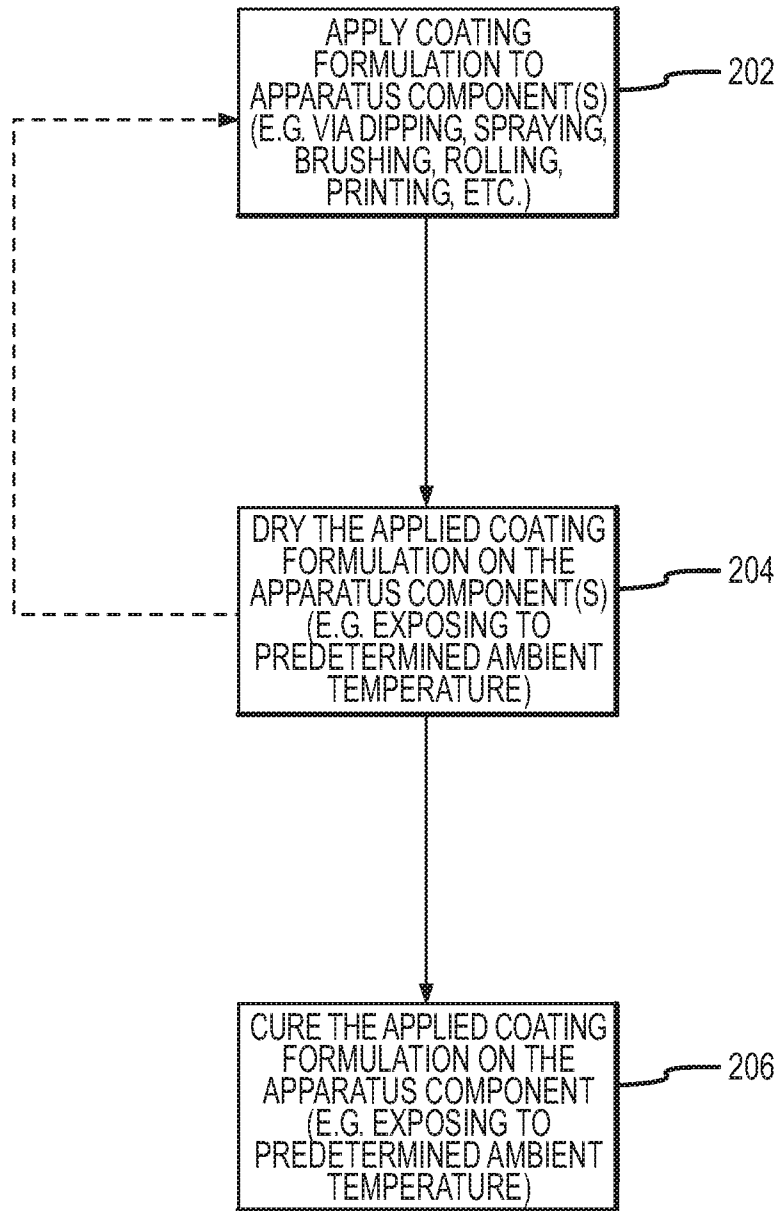 APPLY COATING
FORMULATION TO
APPARATUS COMPONENT(S)
(E.G. VIA DIPPING, SPRAYING,
BRUSHING, ROLLING,
PRINTING, ETC.)
202
DRY THE APPLIED COATING
FORMULATION ON THE
APPARATUS COMPONENT(S)
(E.G. EXPOSING TO
PREDETERMINED AMBIENT
TEMPERATURE)
204
CURE THE APPLIED COATING
FORMULATION ON THE
APPARATUS COMPONENT
(E.G. EXPOSING TO
PREDETERMINED AMBIENT
TEMPERATURE)
206